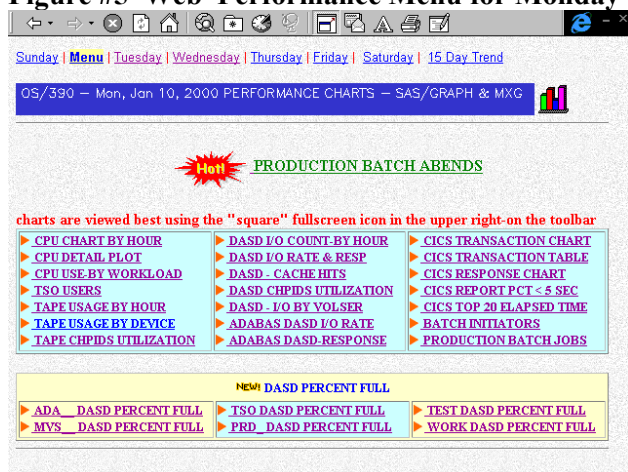 Figure #3 Web Performance Menu for Monday
Sunday | Menu | Tuesday | Wednesday | Thursday | Friday | Saturday | 15 Day Trend
OS/390 – Mon, Jan 10, 2000 PERFORMANCE CHARTS – SAS/GRAPH & MXG
Hot! PRODUCTION BATCH ABENDS
charts are viewed best using the "square" fullscreen icon in the upper right-on the toolbar
CPU CHART BY HOUR DASD I/O COUNT-BY HOUR CICS TRANSACTION CHART
CPU DETAIL PLOT DASD I/O RATE & RESP CICS TRANSACTION TABLE
CPU USE-BY WORKLOAD DASD - CACHE HITS CICS RESPONSE CHART
TSO USERS DASD CHPIDS UTILIZATION CICS REPORT PCT < 5 SEC
TAPE USAGE BY HOUR DASD - I/O BY VOLSER CICS TOP 20 ELAPSED TIME
TAPE USAGE BY DEVICE ADABAS DASD I/O RATE BATCH INITIATORS
TAPE CHPIDS UTILIZATION ADABAS DASD-RESPONSE PRODUCTION BATCH JOBS
NEW! DASD PERCENT FULL
ADA__ DASD PERCENT FULL TSO DASD PERCENT FULL TEST DASD PERCENT FULL
MVS__ DASD PERCENT FULL PRD_ DASD PERCENT FULL WORK DASD PERCENT FULL